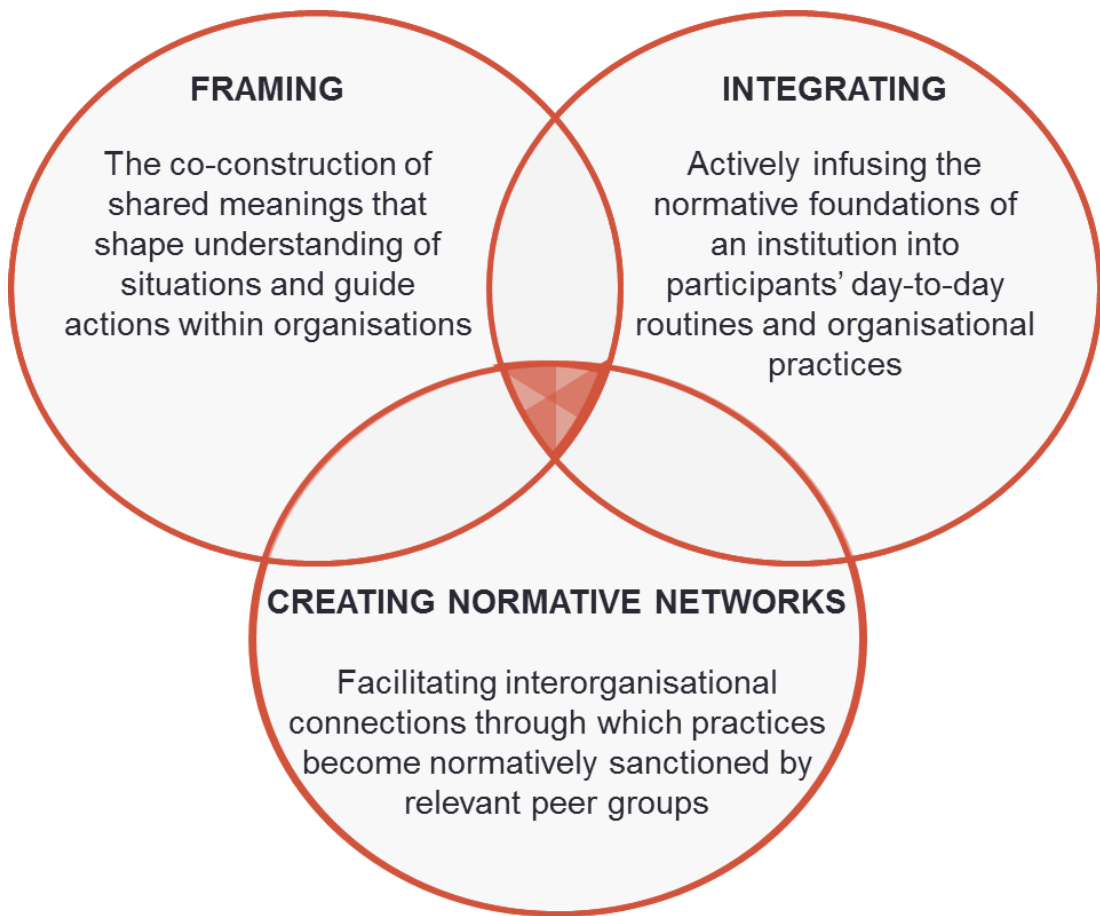 FRAMING
The co-construction of
shared meanings that
shape understanding of
situations and guide
actions within organisations
INTEGRATING
Actively infusing the
normative foundations of
an institution into
participants’ day-to-day
routines and organisational
practices
CREATING NORMATIVE NETWORKS
Facilitating interorganisational
connections through which practices
become normatively sanctioned by
relevant peer groups